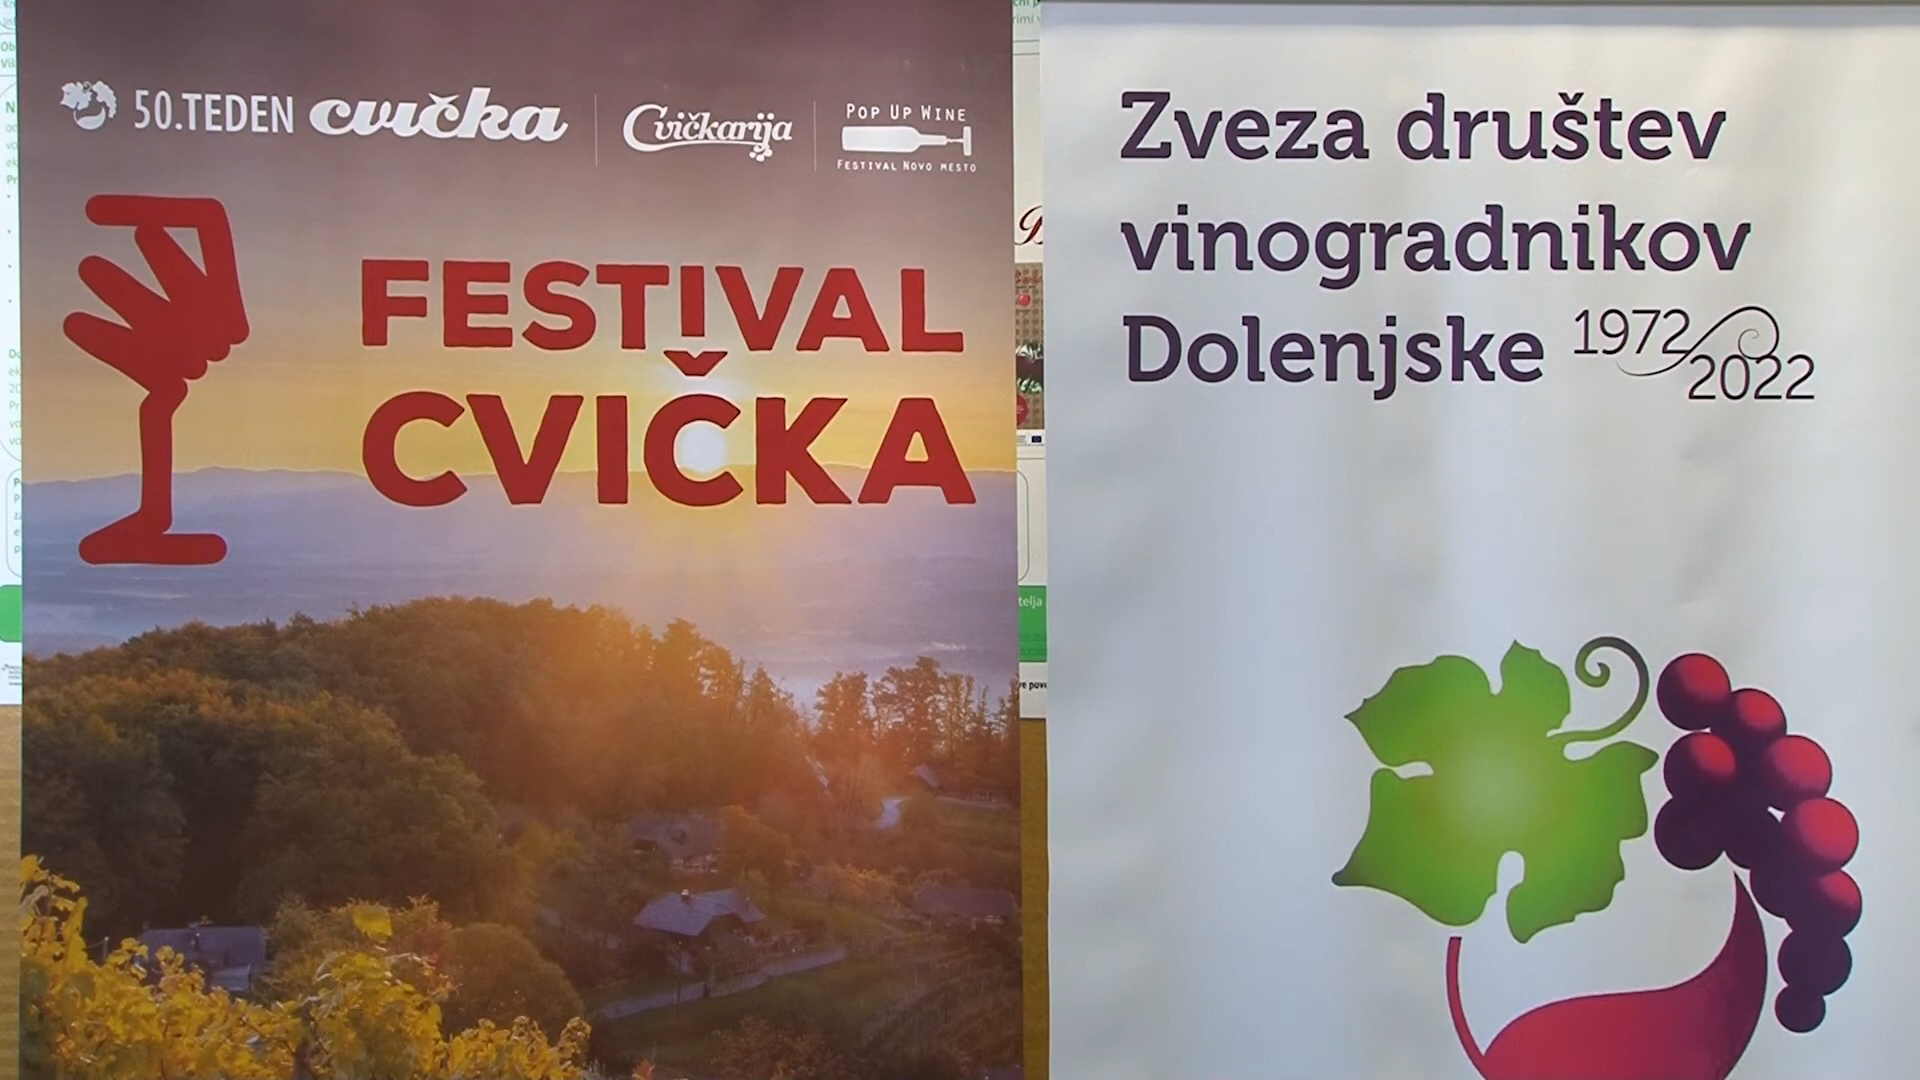 50.TEDEN cvička
Cvičkarija
POP UP WINE
FESTIVAL NOVO MESTO
FESTIVAL
CVIČKA
Zveza društev
vinogradnikov
Dolenjske 1972
2022